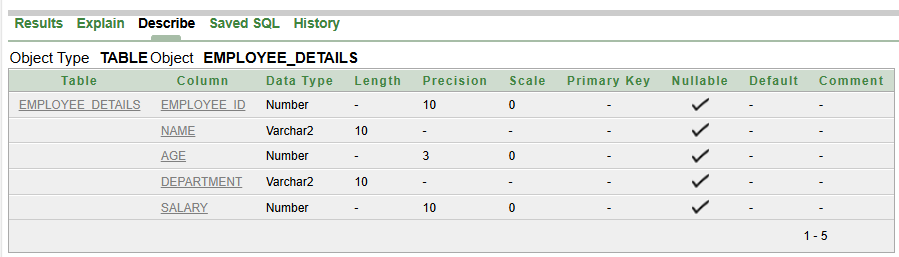 Results Explain Describe Saved SQL History
Object Type TABLE Object EMPLOYEE_DETAILS
Table Column Data Type Length Precision Scale Primary Key Nullable Default Comment
EMPLOYEE_DETAILS EMPLOYEE_ID Number - 10 0 - ✓ - -
NAME Varchar2 10 - - - ✓ - -
AGE Number - 3 0 - ✓ - -
DEPARTMENT Varchar2 10 - - - ✓ - -
SALARY Number - 10 0 - ✓ - -
1 - 5